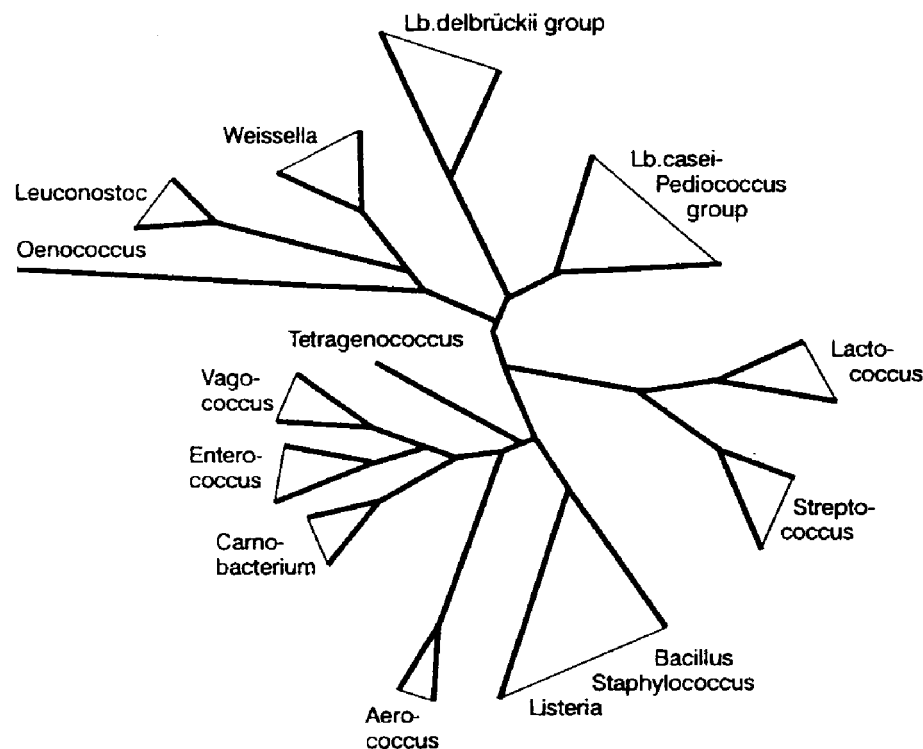 Lb.delbrückii group
Weissella
Lb.casei-
Pediococcus
group
Leuconostoc
Oenococcus
Tetragenococcus
Lacto-
coccus
Vago-
coccus
Entero-
coccus
Strepto-
coccus
Carno-
bacterium
Bacillus
Staphylococcus
Listeria
Aero-
coccus